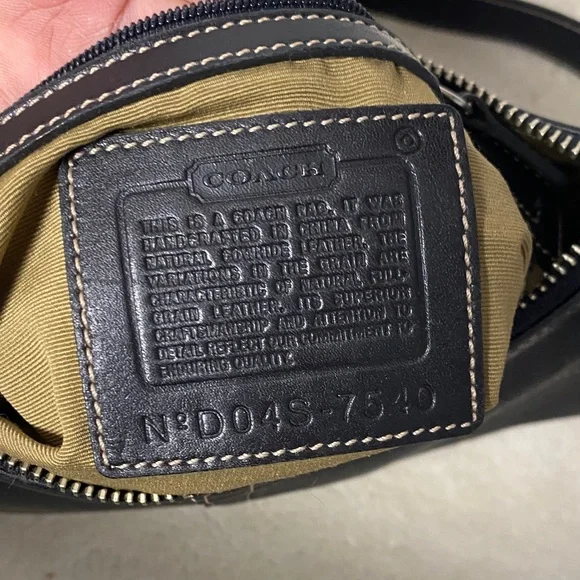 COACH
THIS IS A COACH BAG. IT WAS
HANDCRAFTED IN CHINA FROM
NATURAL COWHIDE LEATHER. THE
VARIATIONS IN THE GRAIN ARE
CHARACTERISTIC OF NATURAL FULL
GRAIN LEATHER. ITS SUPERIOR
CRAFTSMANSHIP AND ATTENTION TO
DETAIL REFLECT OUR COMMITMENT TO
ENDURING QUALITY.
Nº D04S-7540